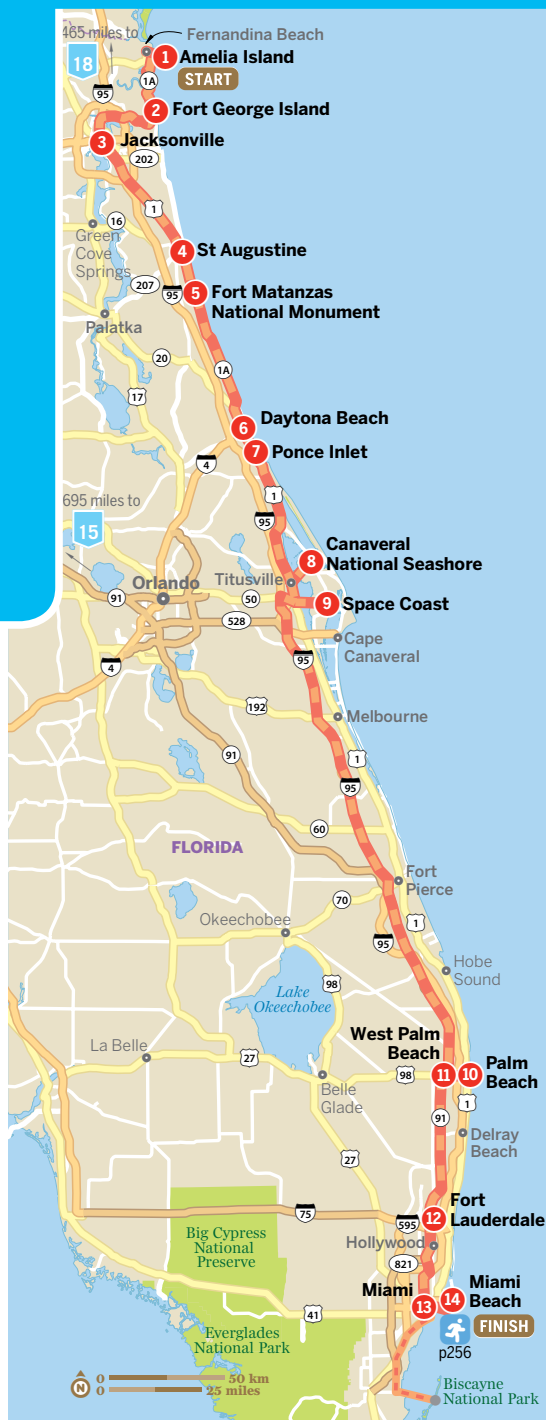 465 miles to
18
Fernandina Beach
1 Amelia Island
START
1A
95
2 Fort George Island
3 Jacksonville
202
1
16
Green
Cove
Springs
4 St Augustine
207
95
5 Fort Matanzas
National Monument
Palatka
20
1A
17
6 Daytona Beach
7 Ponce Inlet
4
1
95
695 miles to
15
8 Canaveral
National Seashore
Orlando
Titusville
91
50
9 Space Coast
528
Cape
Canaveral
4
95
192
Melbourne
91
1
95
60
FLORIDA
Fort
Pierce
70
Okeechobee
1
95
Hobe
Sound
98
Lake
Okeechobee
West Palm
Beach
La Belle
27
98
11
10 Palm
Beach
Belle
Glade
91
1
Delray
Beach
27
75
595
12 Fort
Lauderdale
Big Cypress
National
Preserve
Hollywood
821
Miami
13
14 Miami
Beach
41
FINISH
p256
Everglades
National Park
Biscayne
National Park
N
0 50 km
0 25 miles